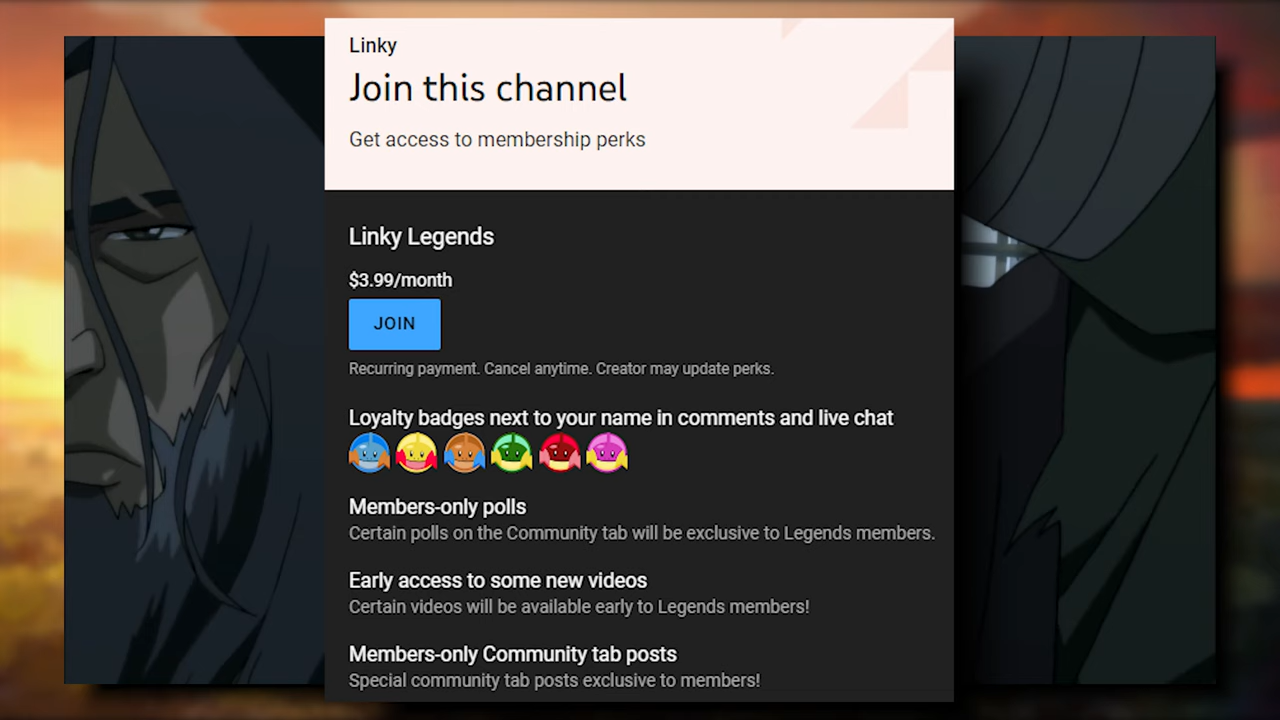 Linky
Join this channel
Get access to membership perks
Linky Legends
$3.99/month
JOIN
Recurring payment. Cancel anytime. Creator may update perks.
Loyalty badges next to your name in comments and live chat
Members-only polls
Certain polls on the Community tab will be exclusive to Legends members.
Early access to some new videos
Certain videos will be available early to Legends members!
Members-only Community tab posts
Special community tab posts exclusive to members!